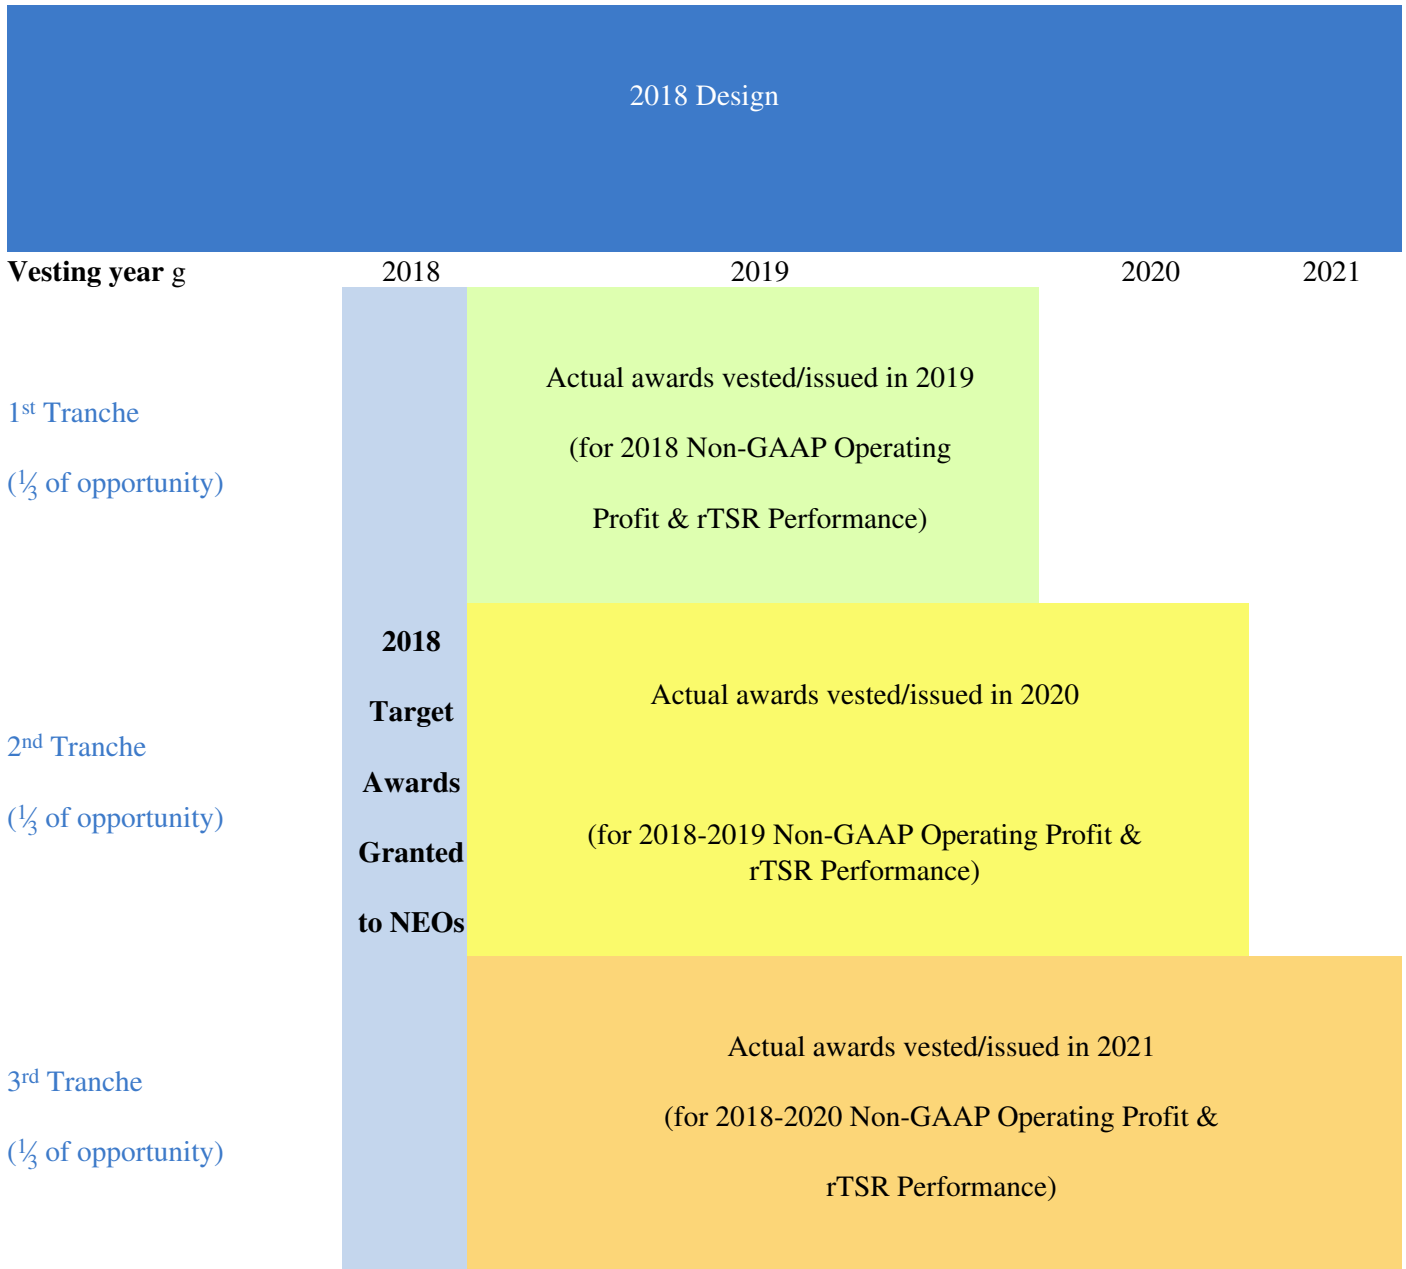 2018 Design
Vesting year g 2018 2019 2020 2021
1st Tranche
(⅓ of opportunity)
Actual awards vested/issued in 2019
(for 2018 Non-GAAP Operating
Profit & rTSR Performance)
2018
Target
Awards
Granted
to NEOs
2nd Tranche
(⅓ of opportunity)
Actual awards vested/issued in 2020
(for 2018-2019 Non-GAAP Operating Profit &
rTSR Performance)
3rd Tranche
(⅓ of opportunity)
Actual awards vested/issued in 2021
(for 2018-2020 Non-GAAP Operating Profit &
rTSR Performance)